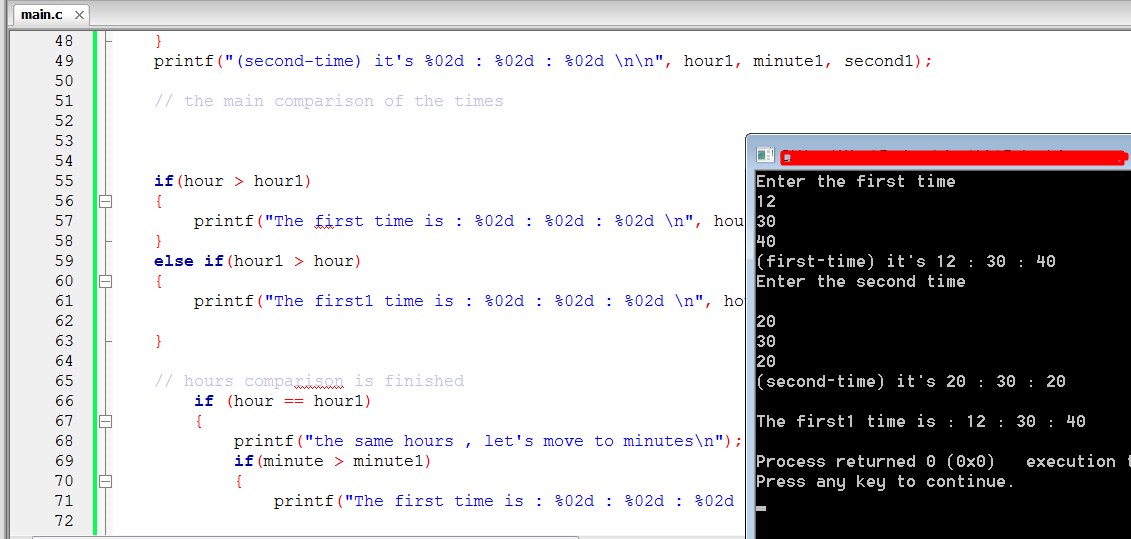 main.c
48 }
49 printf("(second-time) it's %02d : %02d : %02d \n\n", hour1, minute1, second1);
50
51 // the main comparison of the times
52
53
54
55 if(hour > hour1)
56 {
57 printf("The first time is : %02d : %02d : %02d \n", hou
58 }
59 else if(hour1 > hour)
60 {
61 printf("The first1 time is : %02d : %02d : %02d \n", ho
62
63 }
64
65 // hours comparison is finished
66 if (hour == hour1)
67 {
68 printf("the same hours , let's move to minutes\n");
69 if(minute > minute1)
70 {
71 printf("The first time is : %02d : %02d : %02d
72
Enter the first time
12
30
40
(first-time) it's 12 : 30 : 40
Enter the second time
20
30
20
(second-time) it's 20 : 30 : 20
The first1 time is : 12 : 30 : 40
Process returned 0 (0x0) execution t
Press any key to continue.